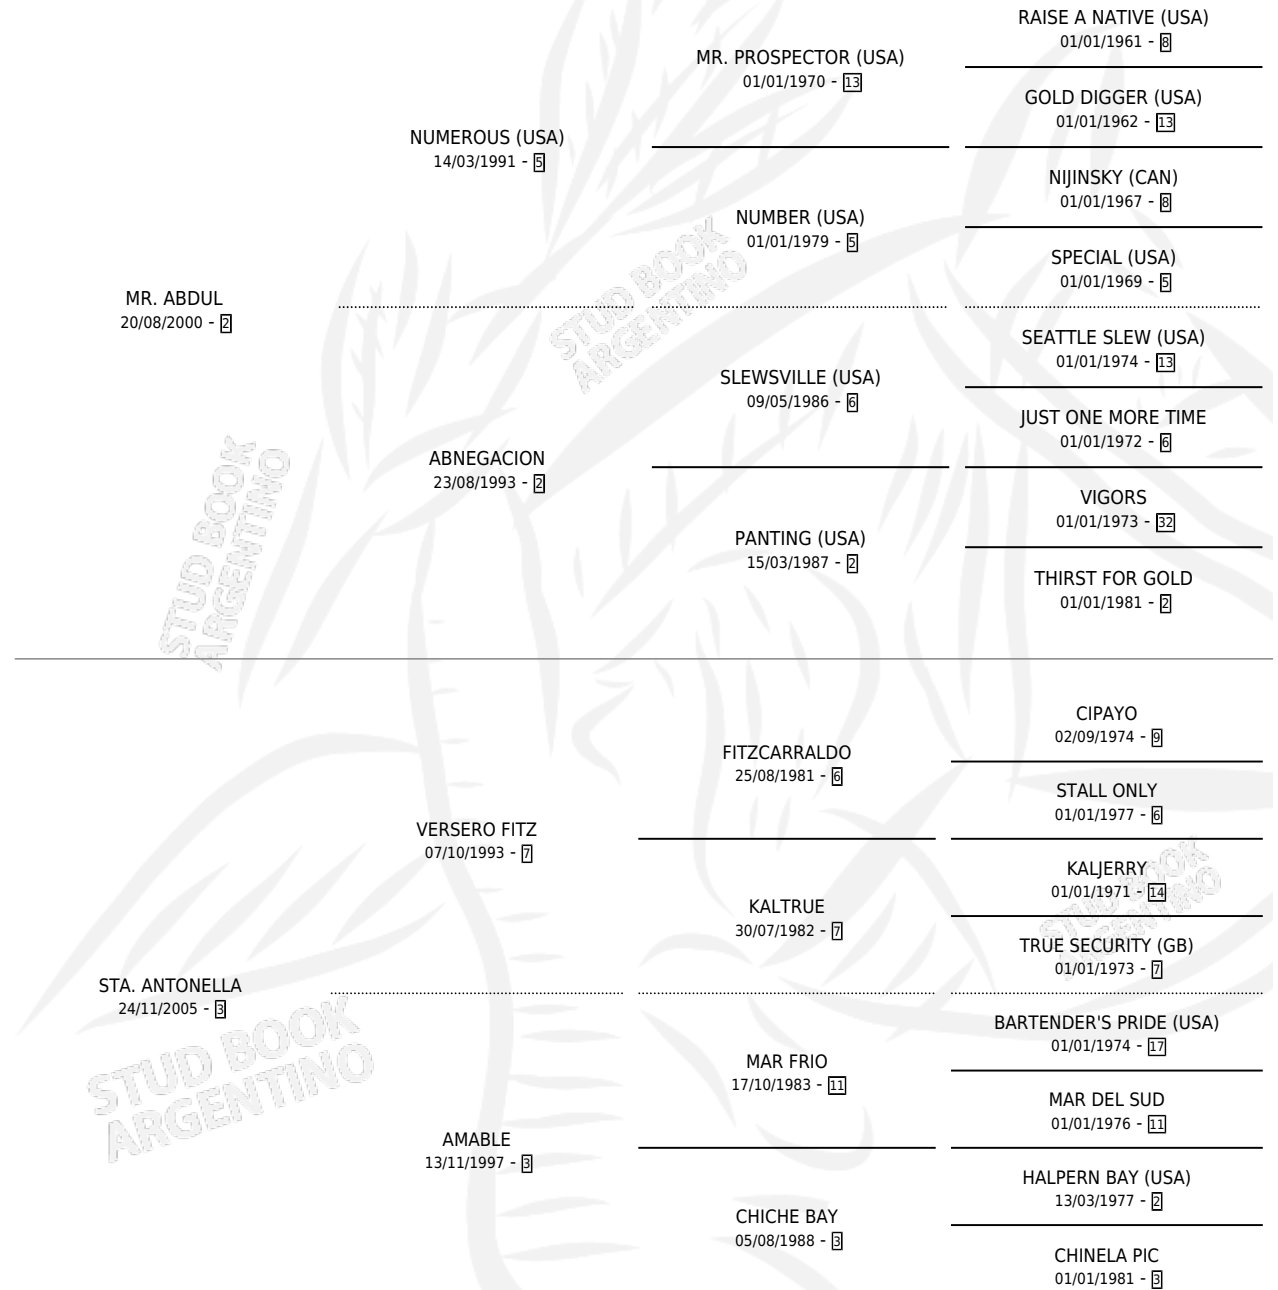 RAISE A NATIVE (USA)
01/01/1961 - 8
MR. PROSPECTOR (USA)
01/01/1970 - 13
GOLD DIGGER (USA)
01/01/1962 - 13
NUMEROUS (USA)
14/03/1991 - 5
NIJINSKY (CAN)
01/01/1967 - 8
NUMBER (USA)
01/01/1979 - 5
SPECIAL (USA)
01/01/1969 - 5
MR. ABDUL
20/08/2000 - 2
SEATTLE SLEW (USA)
01/01/1974 - 13
SLEWSVILLE (USA)
09/05/1986 - 6
JUST ONE MORE TIME
01/01/1972 - 6
ABNEGACION
23/08/1993 - 2
VIGORS
01/01/1973 - 32
PANTING (USA)
15/03/1987 - 2
THIRST FOR GOLD
01/01/1981 - 2
CIPAYO
02/09/1974 - 9
FITZCARRALDO
25/08/1981 - 6
STALL ONLY
01/01/1977 - 6
VERSERO FITZ
07/10/1993 - 7
KALJERRY
01/01/1971 - 14
KALTRUE
30/07/1982 - 7
TRUE SECURITY (GB)
01/01/1973 - 7
STA. ANTONELLA
24/11/2005 - 3
BARTENDER'S PRIDE (USA)
01/01/1974 - 17
MAR FRIO
17/10/1983 - 11
MAR DEL SUD
01/01/1976 - 11
AMABLE
13/11/1997 - 3
HALPERN BAY (USA)
13/03/1977 - 2
CHICHE BAY
05/08/1988 - 3
CHINELA PIC
01/01/1981 - 3
STUD BOOK
ARGENTINO
STUD BOOK
ARGENTINO
STUD BOOK
ARGENTINO
STUD BOOK
ARGENTINO